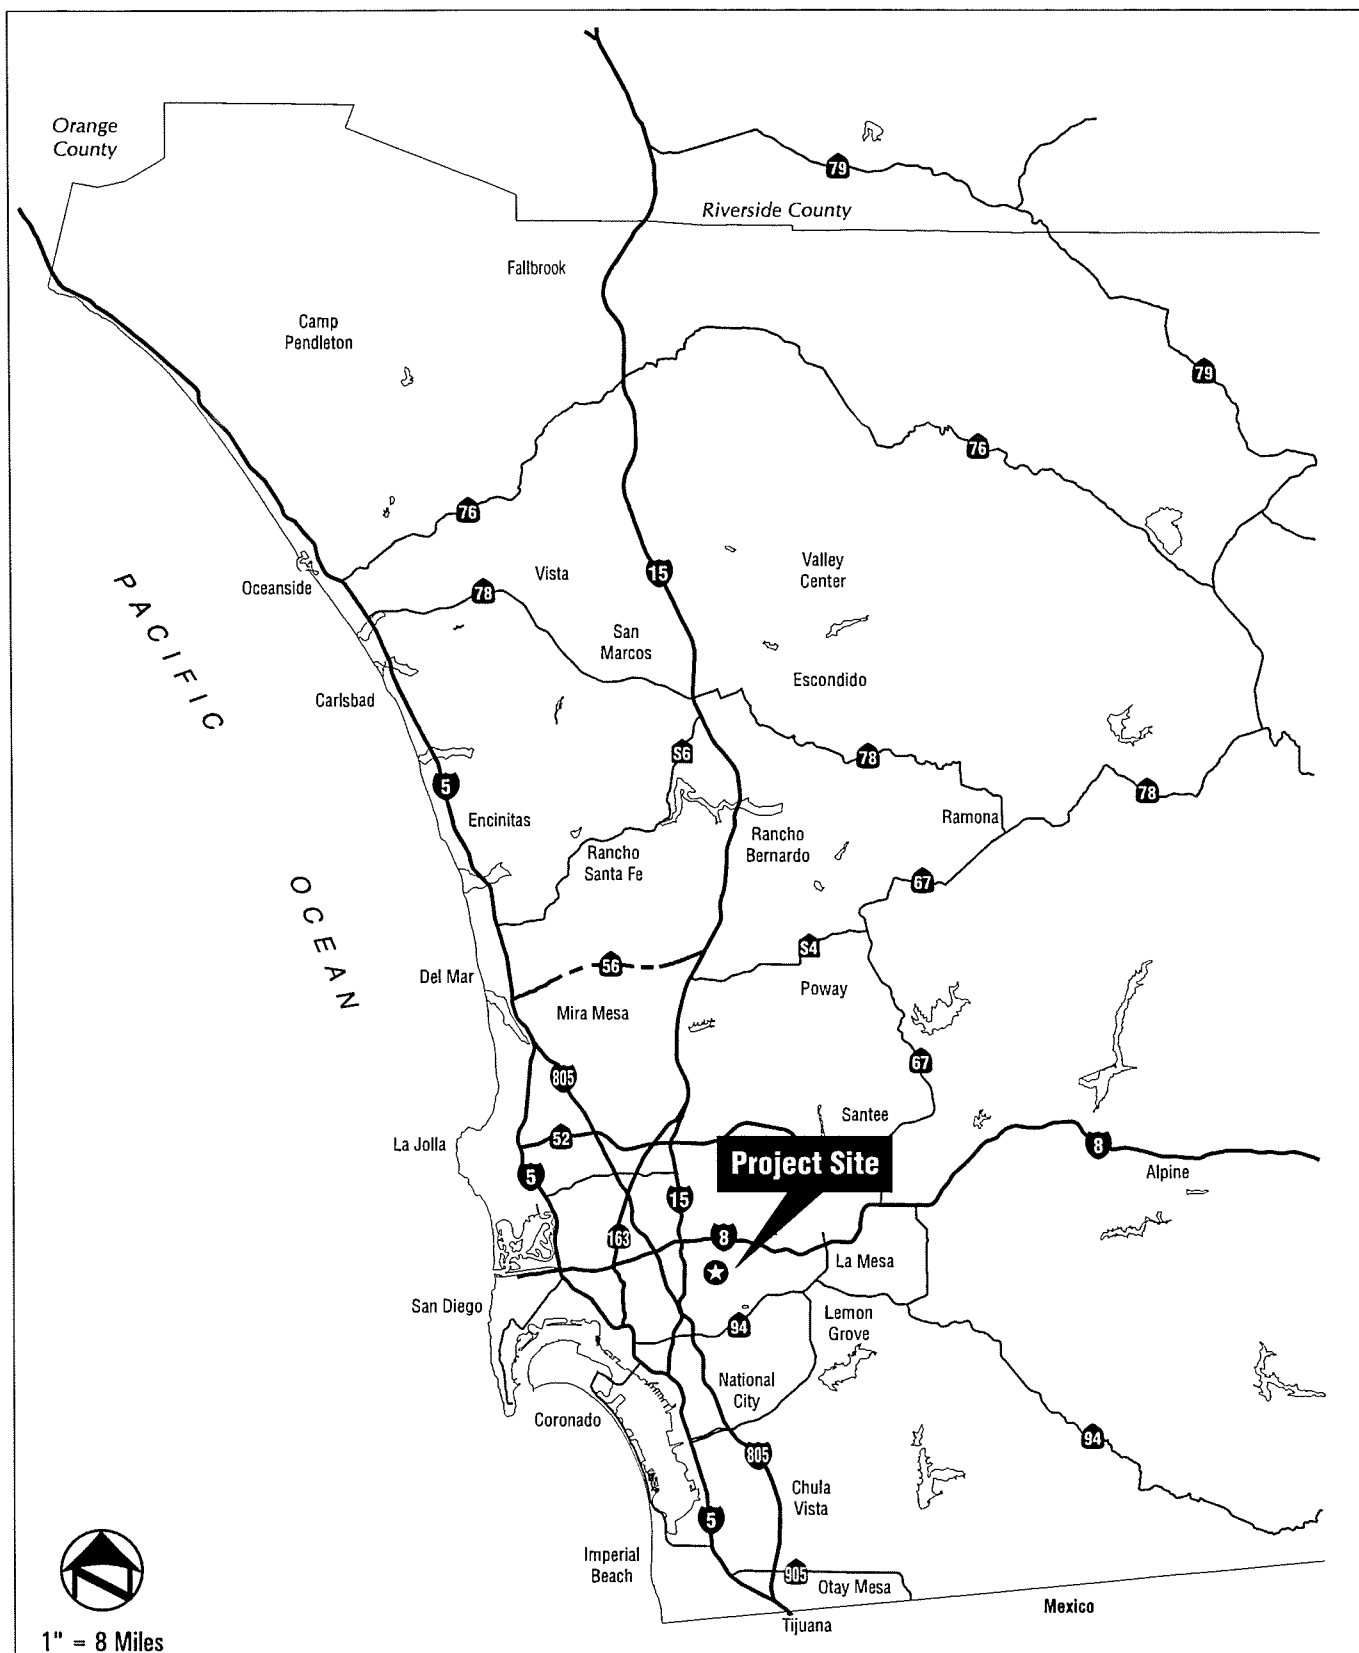 Orange
County
79
Riverside County
Fallbrook
Camp
Pendleton
79
76
76
15
Valley
Center
Vista
Oceanside
78
PACIFIC
San
Marcos
Escondido
Carlsbad
S6
78
5
78
Encinitas
Ramona
Rancho
Bernardo
Rancho
Santa Fe
67
OCEAN
S4
56
Del Mar
Poway
Mira Mesa
67
805
Santee
52
La Jolla
8
Project Site
Alpine
5
15
163
8
La Mesa
San Diego
Lemon
Grove
94
National
City
Coronado
94
805
Chula
Vista
5
Imperial
Beach
905
Otay Mesa
Mexico
Tijuana
1" = 8 Miles